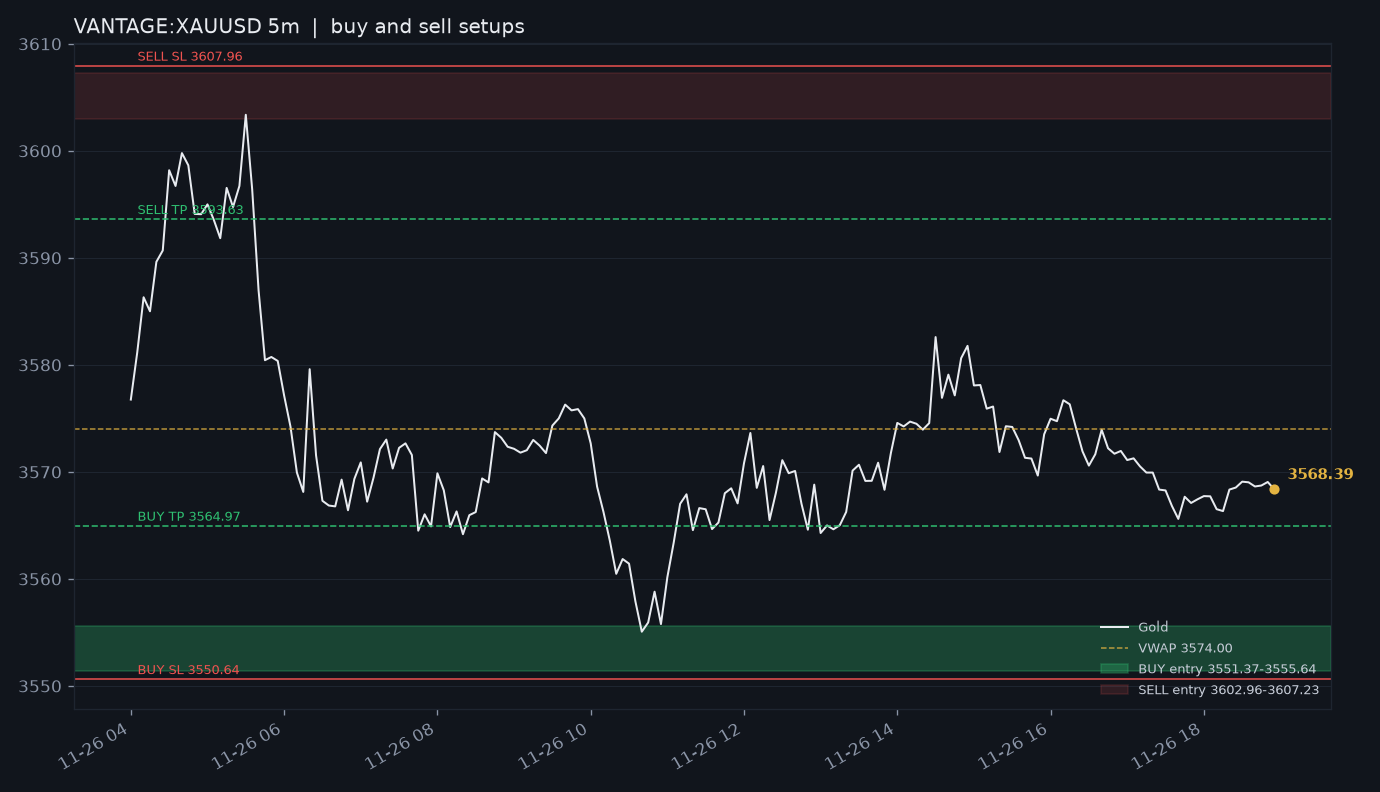 VANTAGE:XAUUSD 5m | buy and sell setups
3610
SELL SL 3607.96
3600
SELL TP 3593.63
3590
3580
3570
3568.39
BUY TP 3564.97
3560
Gold
VWAP 3574.00
BUY SL 3550.64
BUY entry 3551.37-3555.64
3550
SELL entry 3602.96-3607.23
11-26 04
11-26 06
11-26 08
11-26 10
11-26 12
11-26 14
11-26 16
11-26 18